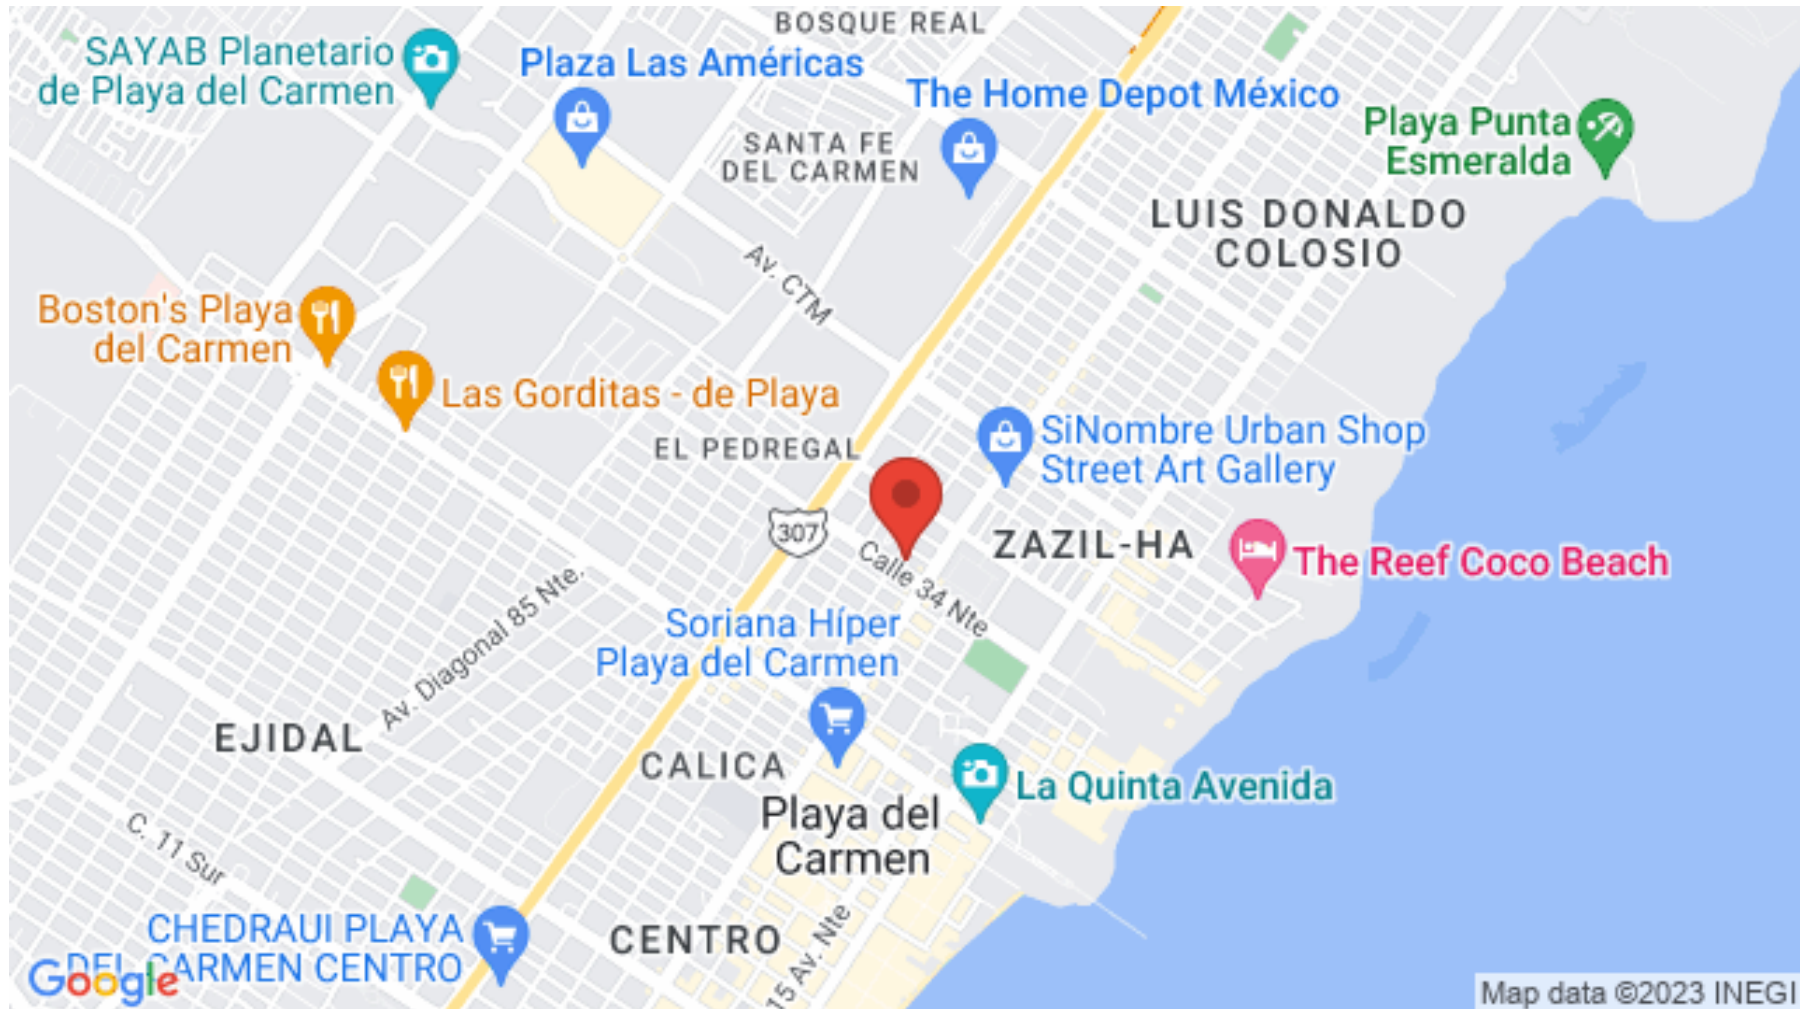 BOSQUE REAL
SAYAB Planetario
de Playa del Carmen
Plaza Las Américas
The Home Depot México
Playa Punta
Esmeralda
SANTA FE
DEL CARMEN
LUIS DONALDO
COLOSIO
Av. CTM
Boston's Playa
del Carmen
Las Gorditas - de Playa
EL PEDREGAL
SiNombre Urban Shop
Street Art Gallery
307
ZAZIL-HA
The Reef Coco Beach
Calle 34 Nte
Av. Diagonal 85 Nte.
Soriana Híper
Playa del Carmen
EJIDAL
CALICA
La Quinta Avenida
Playa del
Carmen
C. 11 Sur
CHEDRAUI PLAYA
DEL CARMEN CENTRO
CENTRO
15 Av. Nte
Google
Map data ©2023 INEGI